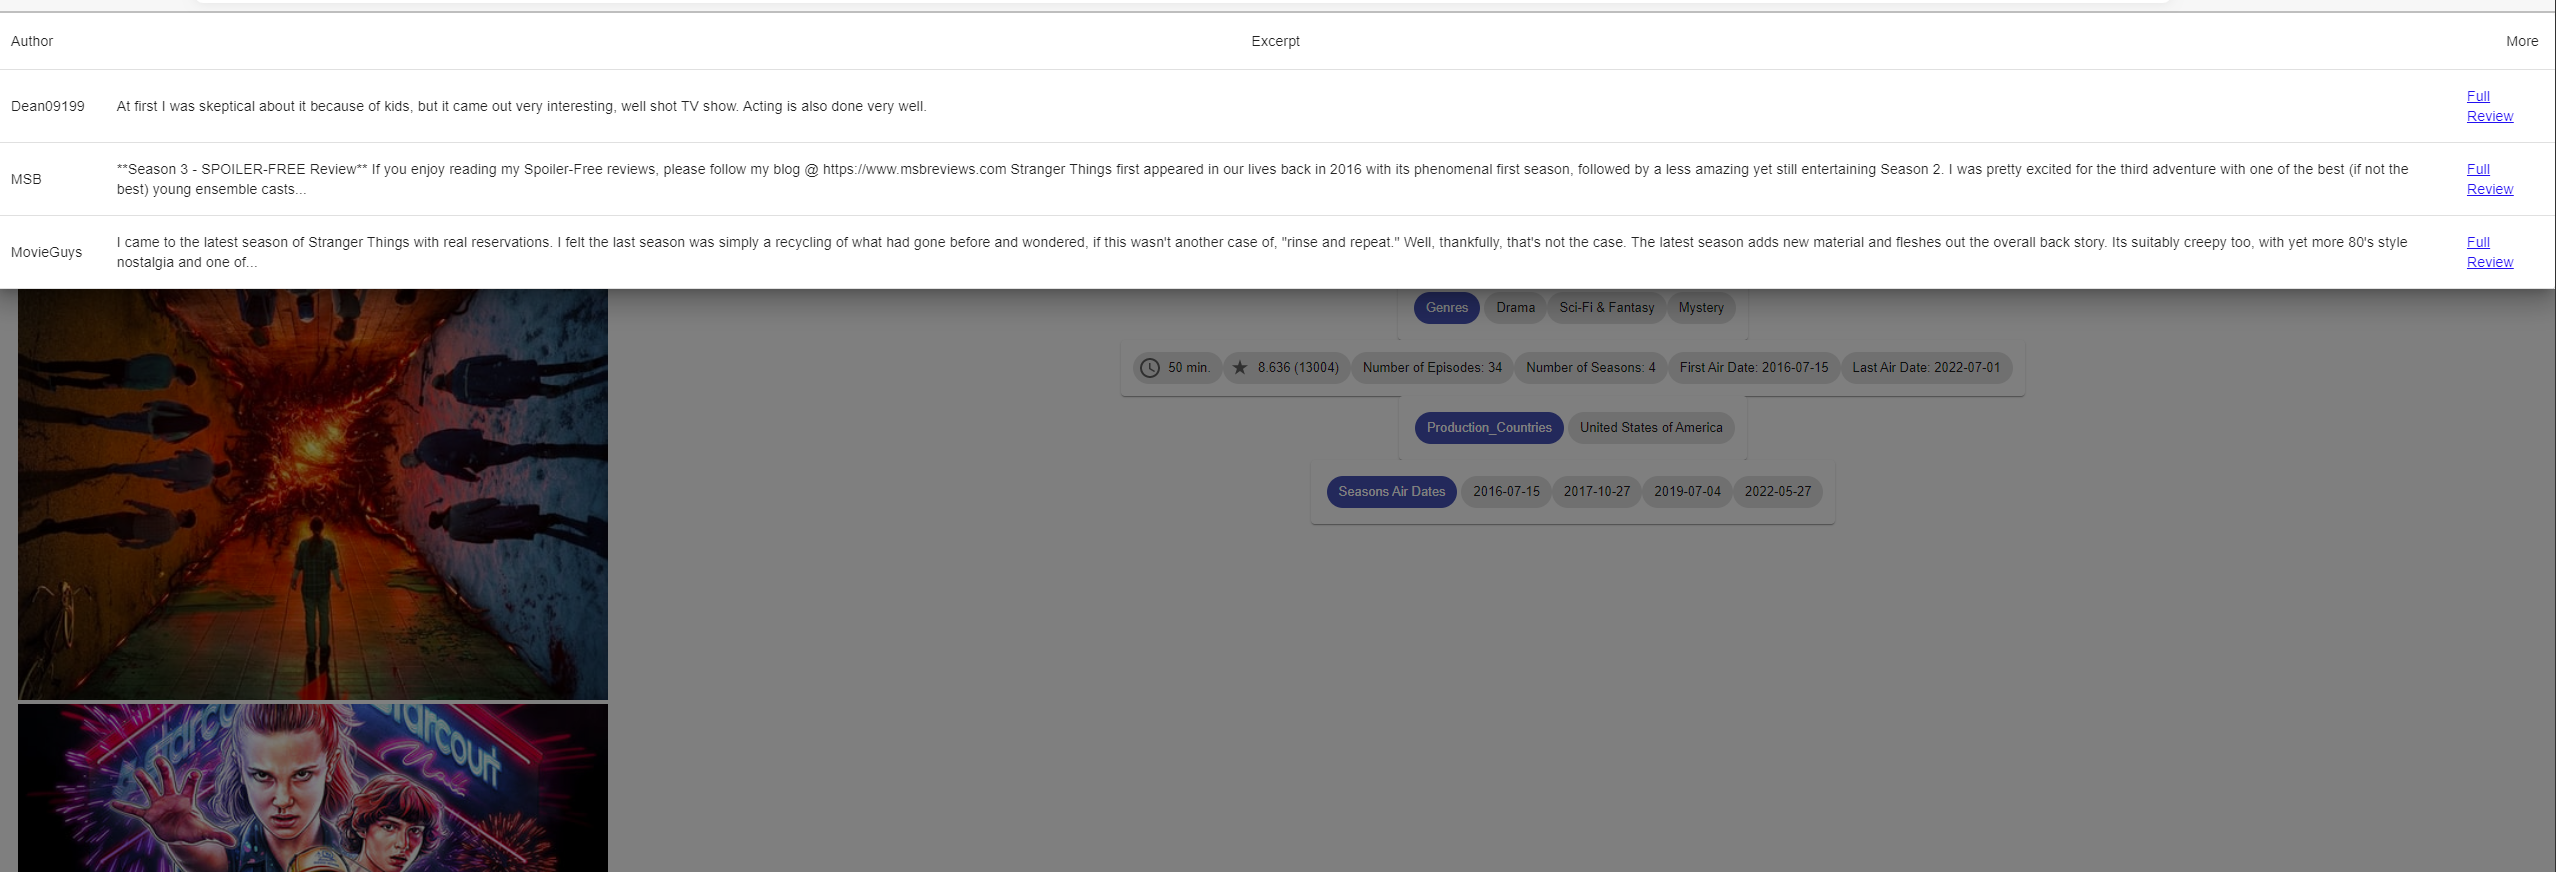 Author Excerpt More
Dean09199 At first I was skeptical about it because of kids, but it came out very interesting, well shot TV show. Acting is also done very well. Full
Review
MSB **Season 3 - SPOILER-FREE Review** If you enjoy reading my Spoiler-Free reviews, please follow my blog @ https://www.msbreviews.com Stranger Things first appeared in our lives back in 2016 with its phenomenal first season, followed by a less amazing yet still entertaining Season 2. I was pretty excited for the third adventure with one of the best (if not the Full
best) young ensemble casts... Review
MovieGuys I came to the latest season of Stranger Things with real reservations. I felt the last season was simply a recycling of what had gone before and wondered, if this wasn't another case of, "rinse and repeat." Well, thankfully, that's not the case. The latest season adds new material and fleshes out the overall back story. Its suitably creepy too, with yet more 80's style Full
nostalgia and one of... Review
Genres Drama Sci-Fi & Fantasy Mystery
50 min. 8.636 (13004) Number of Episodes: 34 Number of Seasons: 4 First Air Date: 2016-07-15 Last Air Date: 2022-07-01
Production_Countries United States of America
Seasons Air Dates 2016-07-15 2017-10-27 2019-07-04 2022-05-27